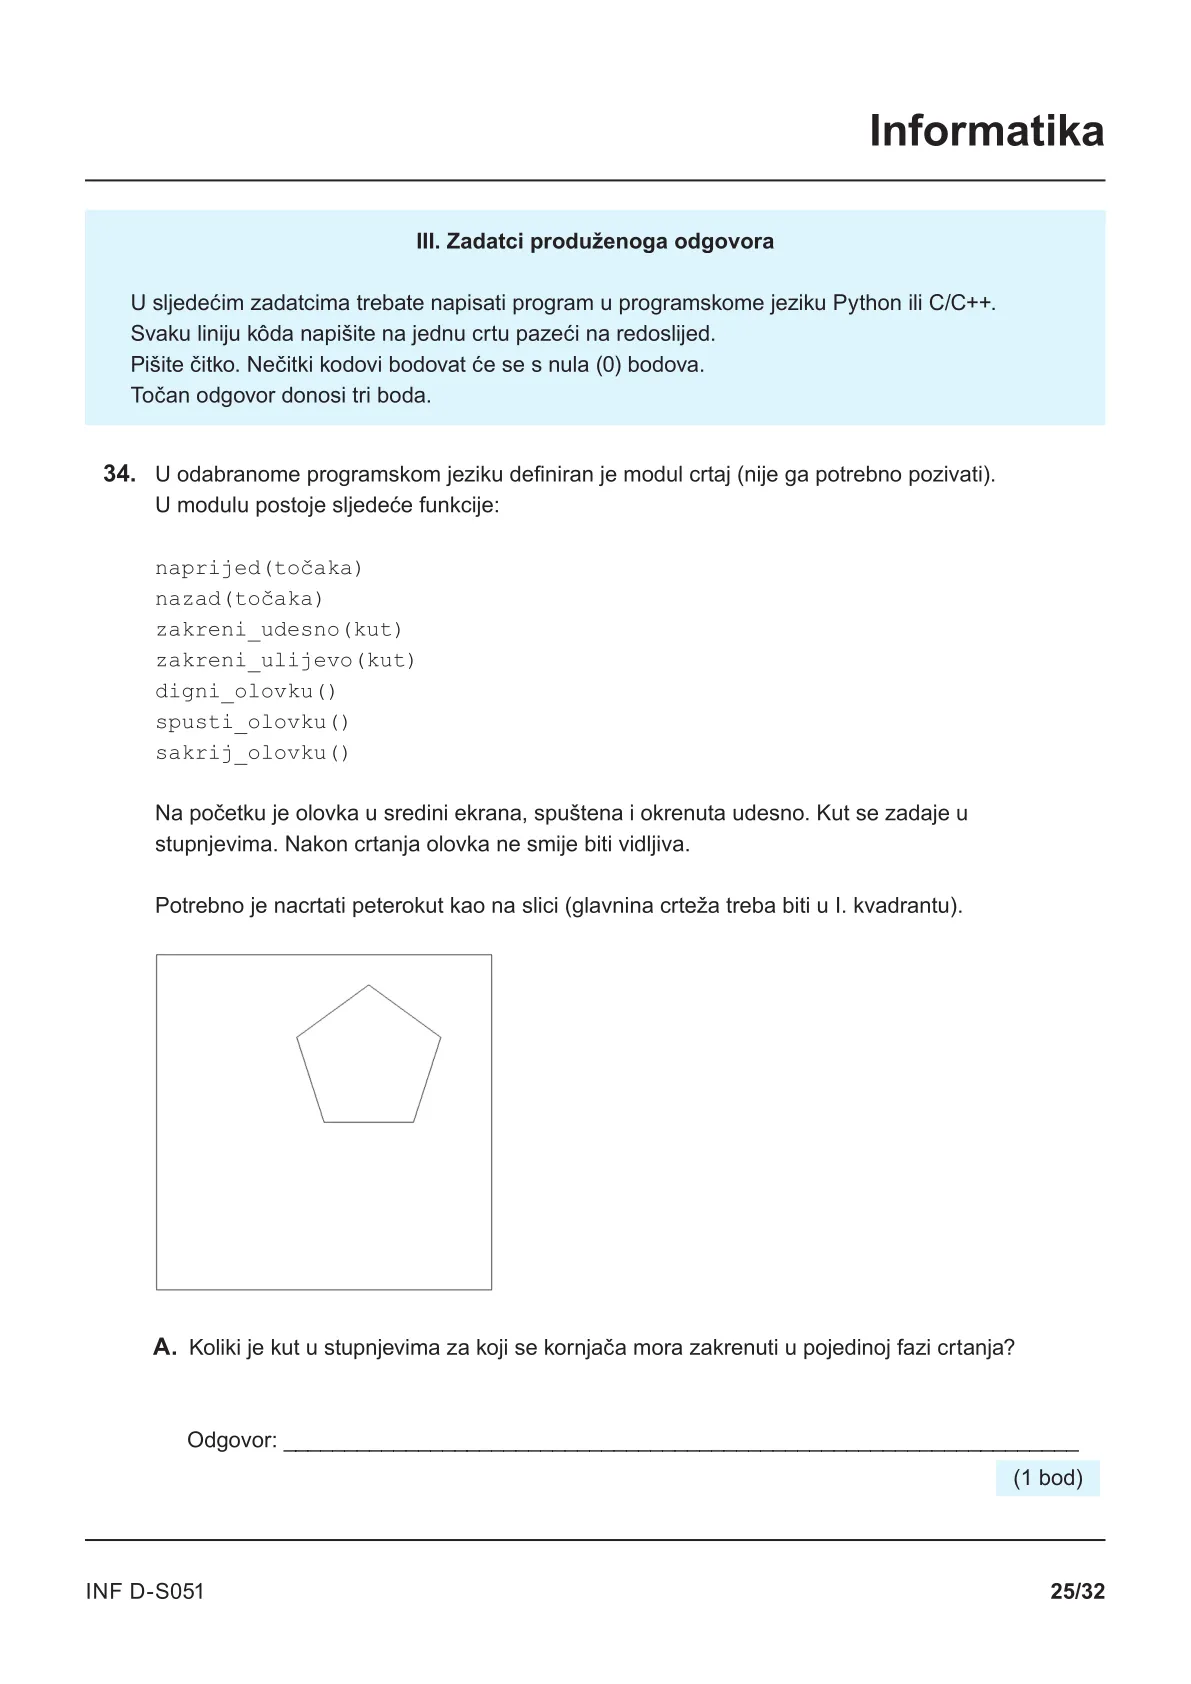 Informatika
III. Zadatci produženoga odgovora
U sljedećim zadatcima trebate napisati program u programskome jeziku Python ili C/C++.
Svaku liniju kôda napišite na jednu crtu pazeći na redoslijed.
Pišite čitko. Nečitki kodovi bodovat će se s nula (0) bodova.
Točan odgovor donosi tri boda.
34. U odabranome programskom jeziku definiran je modul crtaj (nije ga potrebno pozivati).
U modulu postoje sljedeće funkcije:
naprijed(točaka)
nazad(točaka)
zakreni_udesno(kut)
zakreni_ulijevo(kut)
digni_olovku()
spusti_olovku()
sakrij_olovku()
Na početku je olovka u sredini ekrana, spuštena i okrenuta udesno. Kut se zadaje u
stupnjevima. Nakon crtanja olovka ne smije biti vidljiva.
Potrebno je nacrtati peterokut kao na slici (glavnina crteža treba biti u I. kvadrantu).
A. Koliki je kut u stupnjevima za koji se kornjača mora zakrenuti u pojedinoj fazi crtanja?
Odgovor: ____________________________________________________________________
(1 bod)
INF D-S051
25/32